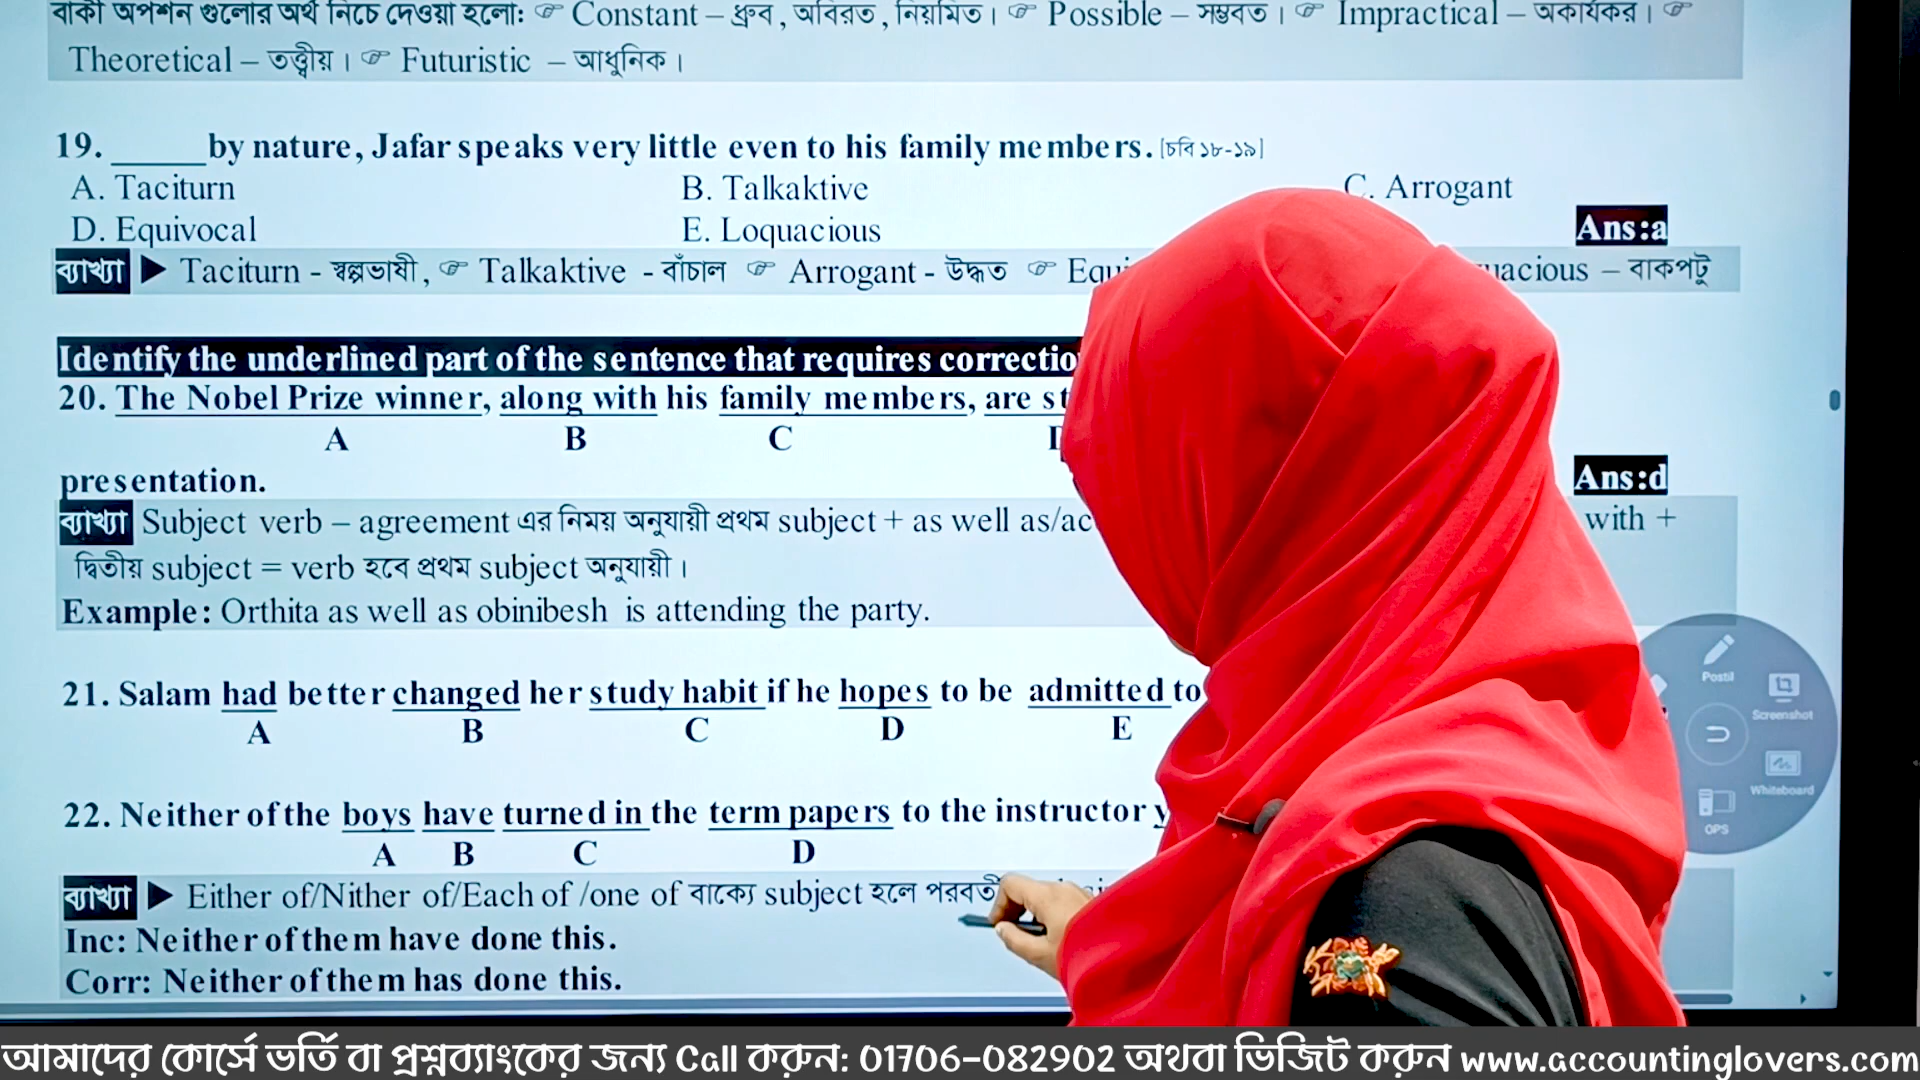 বাকী অপশন গুলোর অর্থ নিচে দেওয়া হলো: ☞ Constant – ধ্রুব, অবিরত, নিয়মিত। ☞ Possible – সম্ভবত। ☞ Impractical – অকার্যকর। ☞
Theoretical – তত্ত্বীয়। ☞ Futuristic – আধুনিক।
19. _____by nature, Jafar speaks very little even to his family members. [চবি ১৮-১৯]
A. Taciturn B. Talkaktive C. Arrogant
D. Equivocal E. Loquacious Ans:a
ব্যাখ্যা ▶ Taciturn - স্বল্পভাষী, ☞ Talkaktive - বাঁচাল ☞ Arrogant - উদ্ধত ☞ – বাকপটু
Identify the underlined part of the sentence that requires
20. The Nobel Prize winner, along with his family members, are
A B C
presentation. Ans:d
ব্যাখ্যা Subject verb – agreement এর নিময় অনুযায়ী প্রথম subject + as well as/ with +
দ্বিতীয় subject = verb হবে প্রথম subject অনুযায়ী।
Example: Orthita as well as obinibesh is attending the party.
21. Salam had better changed her study habit if he hopes to be admitted to
A B C D E
22. Neither of the boys have turned in the term papers to the instructor
A B C D
ব্যাখ্যা ▶ Either of/Nither of/Each of /one of বাক্যে subject হলে
Inc: Neither of them have done this.
Corr: Neither of them has done this.
Postil
Screenshot
Whiteboard
OPS
আমাদের কোর্সে ভর্তি বা প্রশ্নব্যাংকের জন্য Call করুন: 01706-082902 অথবা ভিজিট করুন www.accountinglovers.com